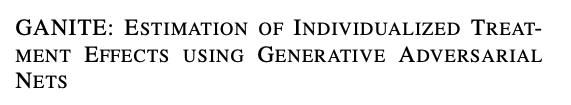 GANITE: ESTIMATION OF INDIVIDUALIZED TREAT-
MENT EFFECTS USING GENERATIVE ADVERSARIAL
NETS